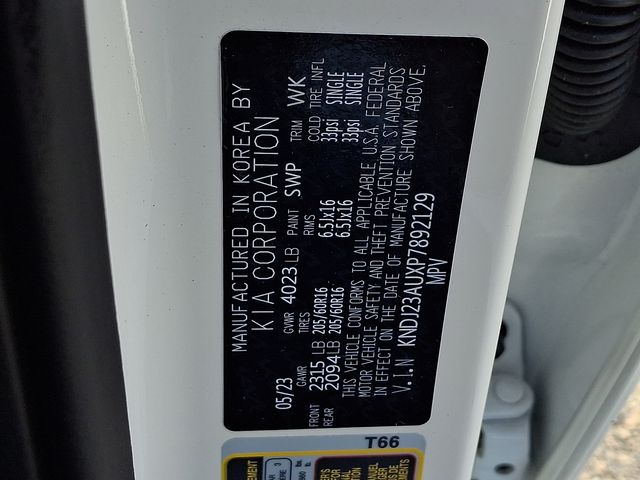 MANUFACTURED IN KOREA BY
KIA CORPORATION
05/23 GVWR 4023 LB PAINT SWP TRIM WK
GAWR TIRES RIMS COLD TIRE INFL
FRONT 2315 LB 205/60R16 6.5Jx16 33psi SINGLE
REAR 2094 LB 205/60R16 6.5Jx16 33psi SINGLE
THIS VEHICLE CONFORMS TO ALL APPLICABLE U.S.A. FEDERAL
MOTOR VEHICLE SAFETY AND THEFT PREVENTION STANDARDS
IN EFFECT ON THE DATE OF MANUFACTURE SHOWN ABOVE.
V.I.N KNDJ23AUXP7892129
MPV
T66